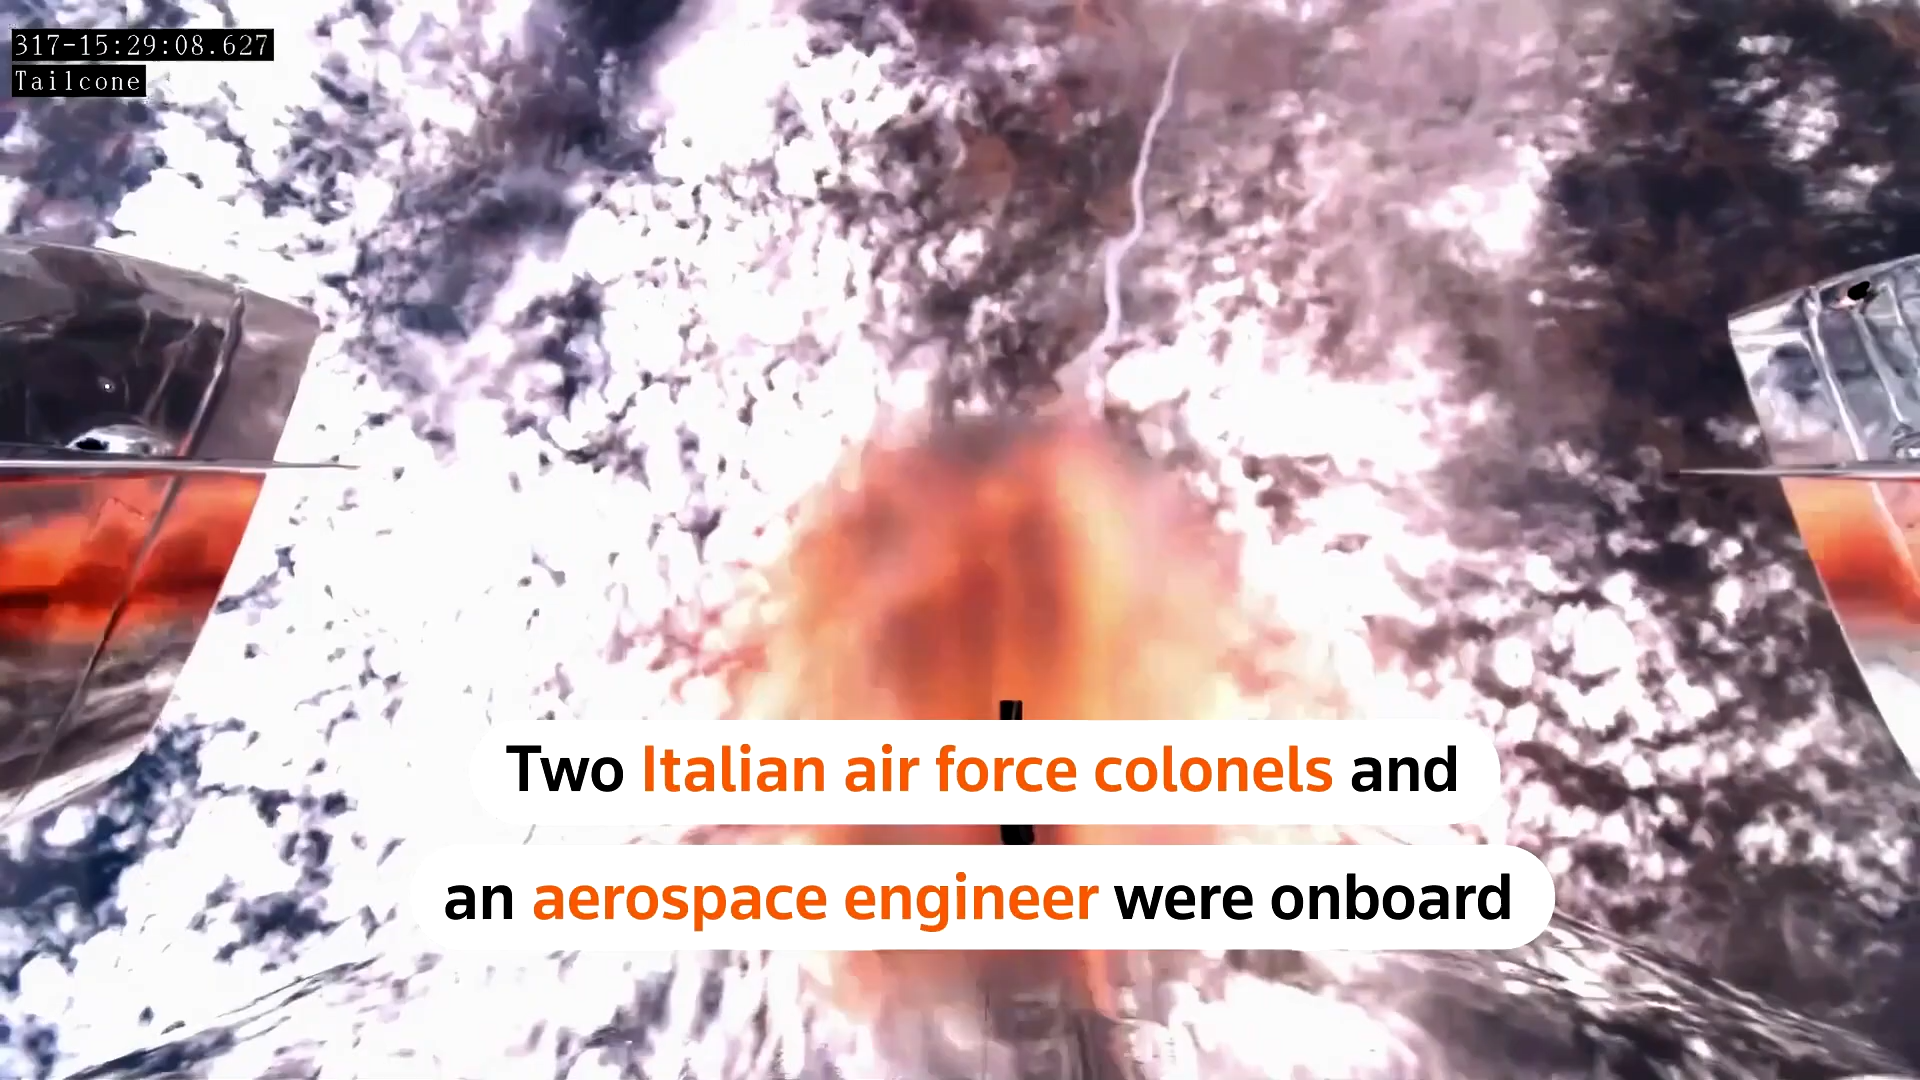 317-15:29:08.627
Tailcone
Two Italian air force colonels and
an aerospace engineer were onboard